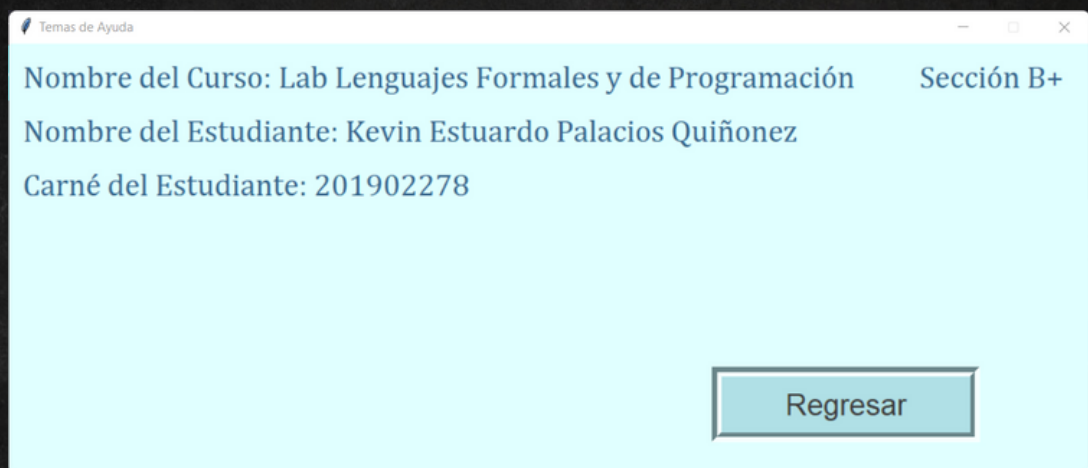 Temas de Ayuda
Nombre del Curso: Lab Lenguajes Formales y de Programación Sección B+
Nombre del Estudiante: Kevin Estuardo Palacios Quiñonez
Carné del Estudiante: 201902278
Regresar